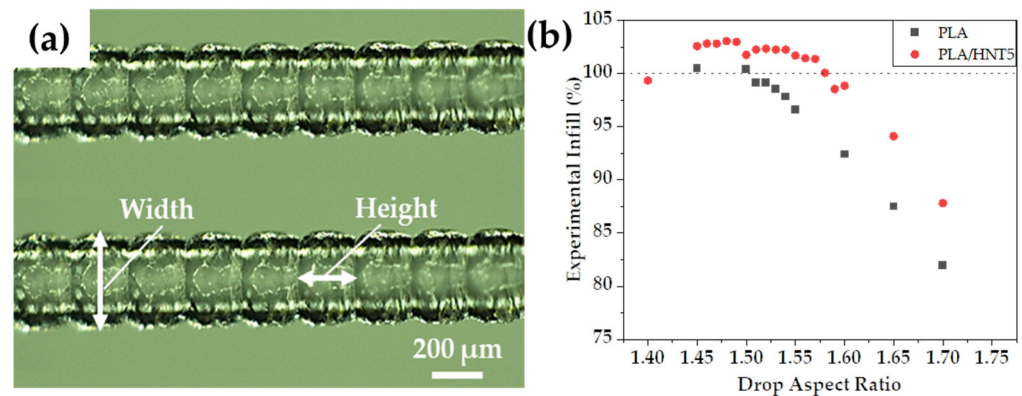 (a)
Width
Height
200 µm
(b)
PLA
PLA/HNT5
Experimental Infill (%)
105
100
95
90
85
80
75
1.40 1.45 1.50 1.55 1.60 1.65 1.70 1.75
Drop Aspect Ratio